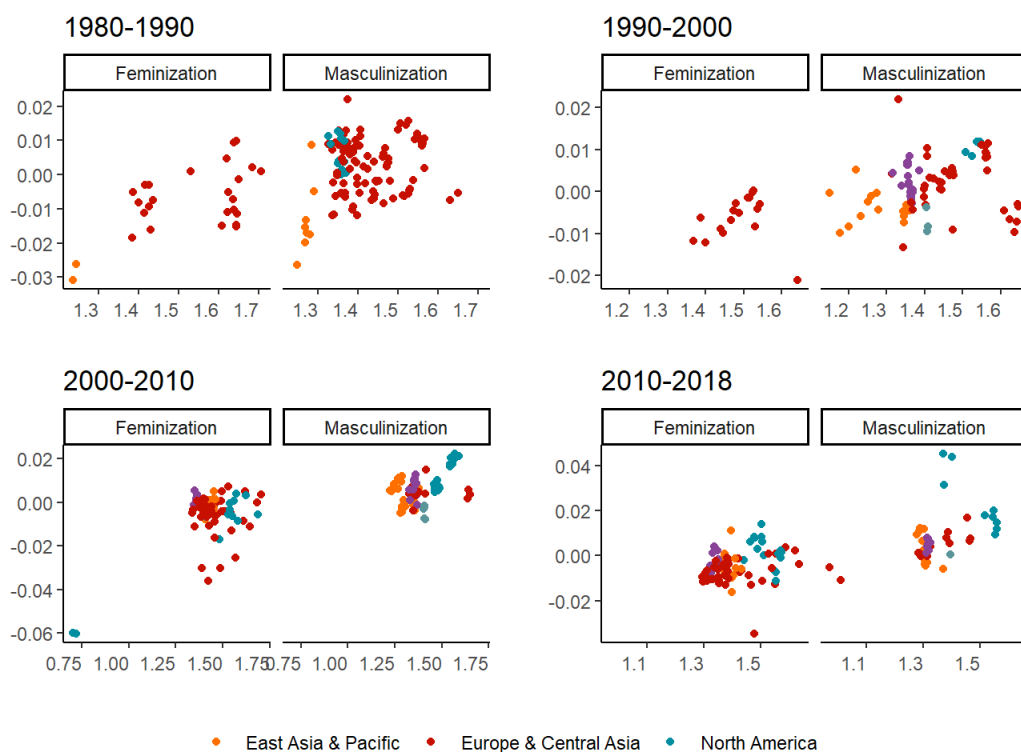 1980-1990
1990-2000
Feminization Masculinization
Feminization Masculinization
0.02
0.01
0.00
-0.01
-0.02
-0.03
0.02
0.01
0.00
-0.01
-0.02
1.3 1.4 1.5 1.6 1.7 1.3 1.4 1.5 1.6 1.7
1.2 1.3 1.4 1.5 1.6 1.2 1.3 1.4 1.5 1.6
2000-2010
2010-2018
Feminization Masculinization
Feminization Masculinization
0.02
0.00
-0.02
-0.04
-0.06
0.04
0.02
0.00
-0.02
0.75 1.00 1.25 1.50 1.75 0.75 1.00 1.25 1.50 1.75
1.1 1.3 1.5 1.1 1.3 1.5
East Asia & Pacific Europe & Central Asia North America